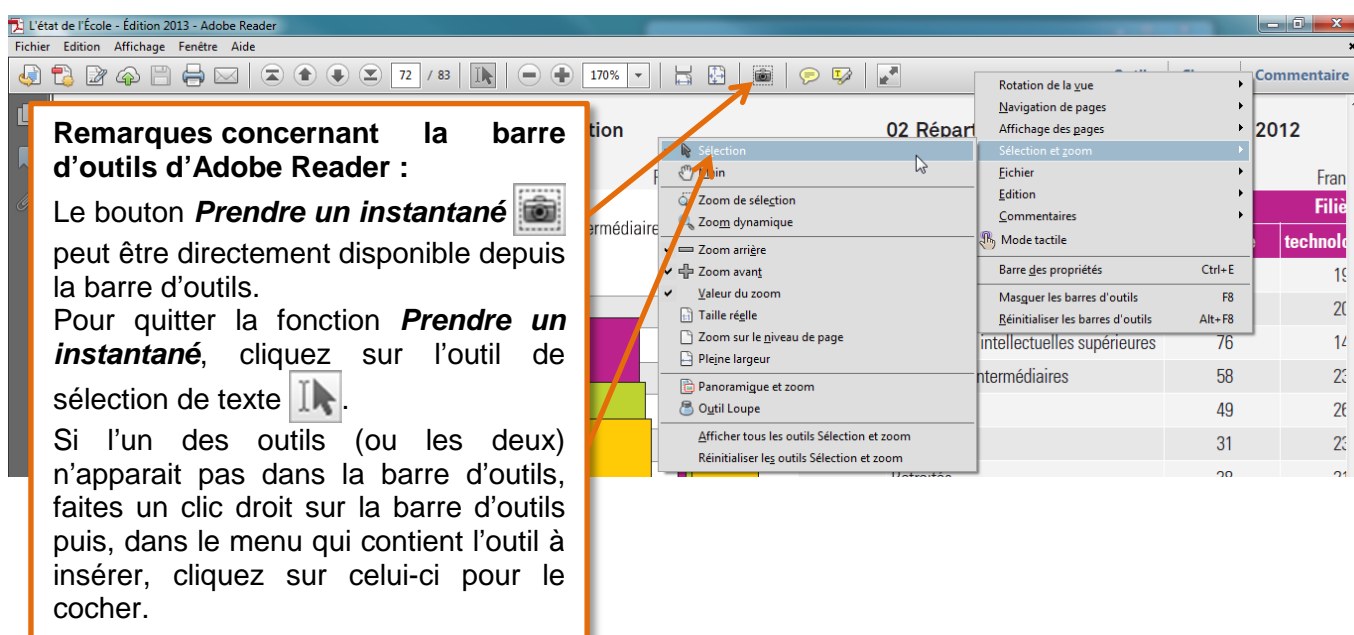 L'état de l'École - Édition 2013 - Adobe Reader
Fichier Edition Affichage Fenêtre Aide
72 / 83 170% Commentaire
Remarques concernant la barre
d’outils d’Adobe Reader :
Le bouton Prendre un instantané
peut être directement disponible depuis
la barre d’outils.
Pour quitter la fonction Prendre un
instantané, cliquez sur l’outil de
sélection de texte .
Si l’un des outils (ou les deux)
n’apparait pas dans la barre d’outils,
faites un clic droit sur la barre d’outils
puis, dans le menu qui contient l’outil à
insérer, cliquez sur celui-ci pour le
cocher.
tion
02 Répart
2012
ermédiaire
Sélection
Main
Zoom de sélection
Zoom dynamique
Zoom arrière
Zoom avant
Valeur du zoom
Taille réelle
Zoom sur le niveau de page
Pleine largeur
Panoramique et zoom
Outil Loupe
Afficher tous les outils Sélection et zoom
Réinitialiser les outils Sélection et zoom
Rotation de la vue
Navigation de pages
Affichage des pages
Sélection et zoom
Fichier
Edition
Commentaires
Mode tactile
Barre des propriétés Ctrl+E
Masquer les barres d'outils F8
Réinitialiser les barres d'outils Alt+F8
Fran
Filiè
technolo
intellectuelles supérieures 76
ntermédiaires 58
49
31